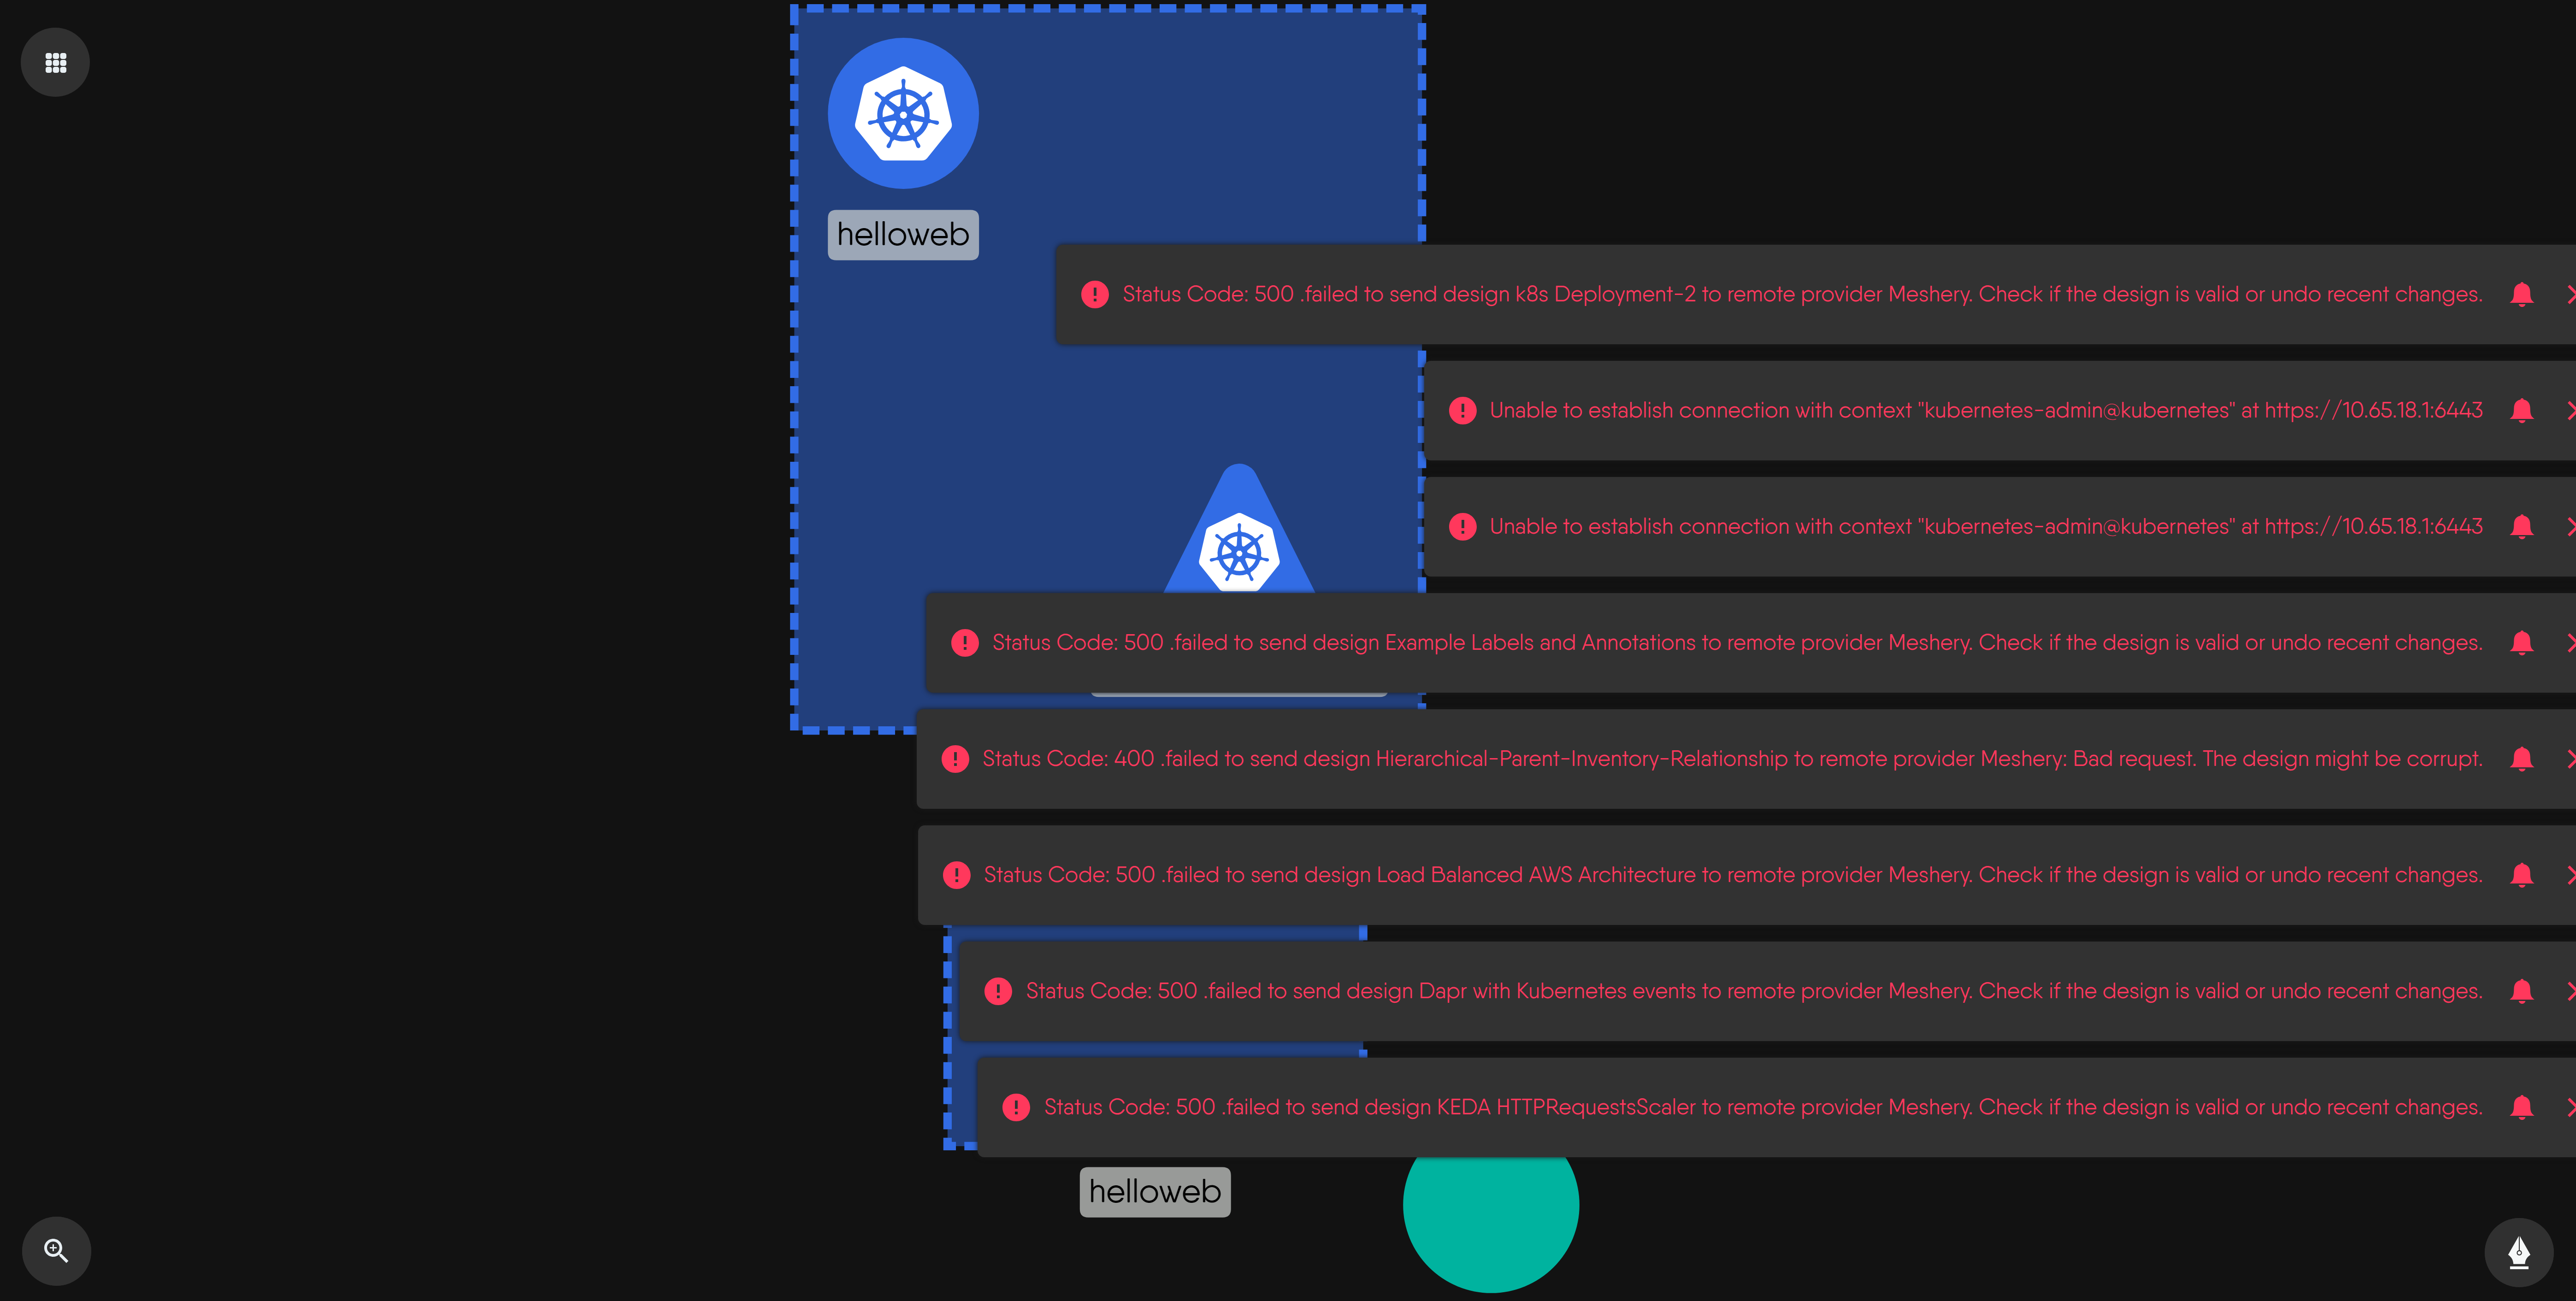 helloweb
Status Code: 500 .failed to send design k8s Deployment-2 to remote provider Meshery. Check if the design is valid or undo recent changes.
Unable to establish connection with context "kubernetes-admin@kubernetes" at https://10.65.18.1:6443
Unable to establish connection with context "kubernetes-admin@kubernetes" at https://10.65.18.1:6443
Status Code: 500 .failed to send design Example Labels and Annotations to remote provider Meshery. Check if the design is valid or undo recent changes.
Status Code: 400 .failed to send design Hierarchical-Parent-Inventory-Relationship to remote provider Meshery: Bad request. The design might be corrupt.
Status Code: 500 .failed to send design Load Balanced AWS Architecture to remote provider Meshery. Check if the design is valid or undo recent changes.
Status Code: 500 .failed to send design Dapr with Kubernetes events to remote provider Meshery. Check if the design is valid or undo recent changes.
Status Code: 500 .failed to send design KEDA HTTPRequestsScaler to remote provider Meshery. Check if the design is valid or undo recent changes.
helloweb